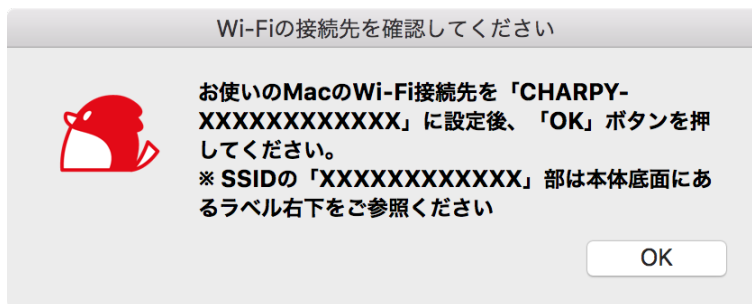 Wi-Fiの接続先を確認してください
お使いのMacのWi-Fi接続先を「CHARPY-
XXXXXXXXXXXX」に設定後、「OK」ボタンを押
してください。
※ SSIDの「XXXXXXXXXXXX」部は本体底面にあ
るラベル右下をご参照ください
OK